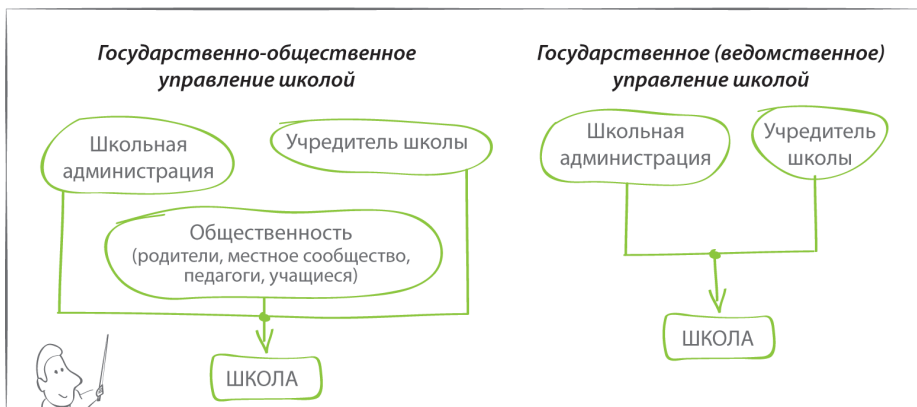 Государственно-общественное
управление школой
Школьная
администрация
Учредитель школы
Общественность
(родители, местное сообщество,
педагоги, учащиеся)
ШКОЛА
Государственное (ведомственное)
управление школой
Школьная
администрация
Учредитель
школы
ШКОЛА